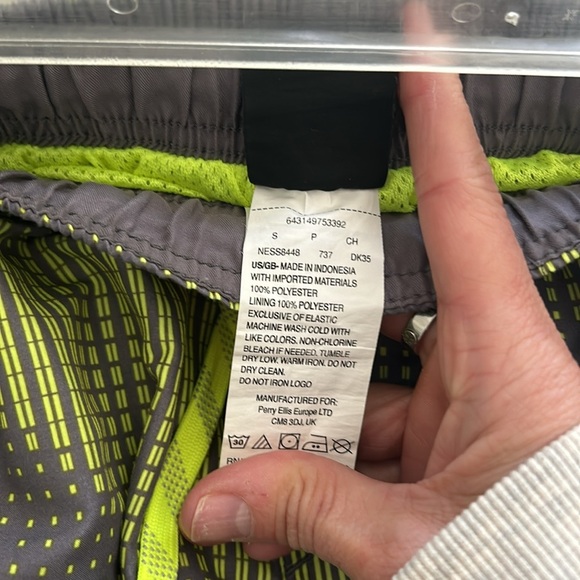 643149753392
S P CH
NESS8448 737 DK35
US/GB- MADE IN INDONESIA
WITH IMPORTED MATERIALS
100% POLYESTER
LINING 100% POLYESTER
EXCLUSIVE OF ELASTIC
MACHINE WASH COLD WITH
LIKE COLORS. NON-CHLORINE
BLEACH IF NEEDED. TUMBLE
DRY LOW. WARM IRON. DO NOT
DRY CLEAN.
DO NOT IRON LOGO
MANUFACTURED FOR:
Perry Ellis Europe LTD
CM8 3DJ, UK
30